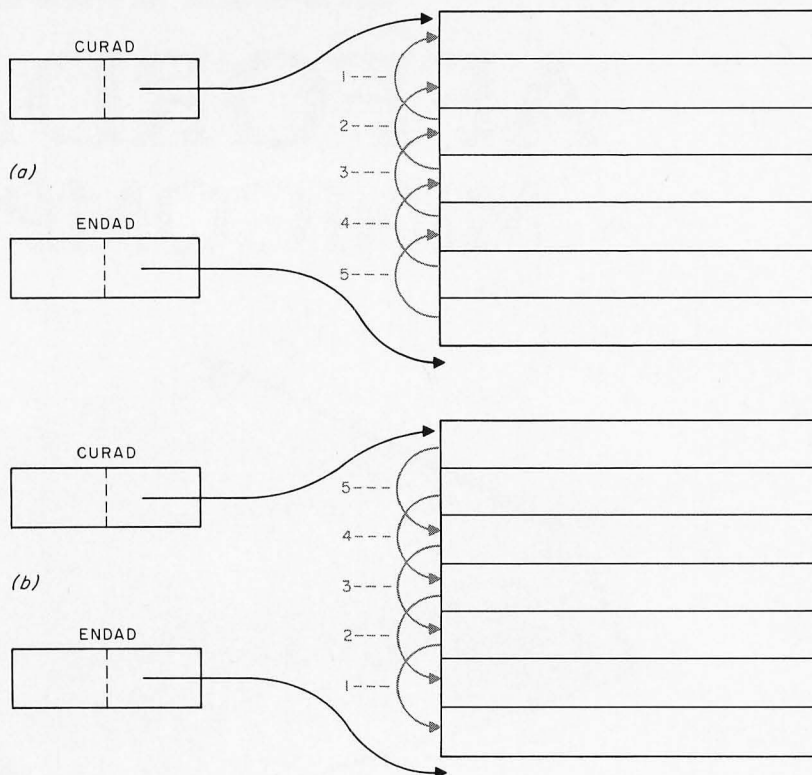 CURAD
1---
2---
(a)
3---
ENDAD
4---
5---
CURAD
5---
4---
(b)
3---
ENDAD
2---
1---